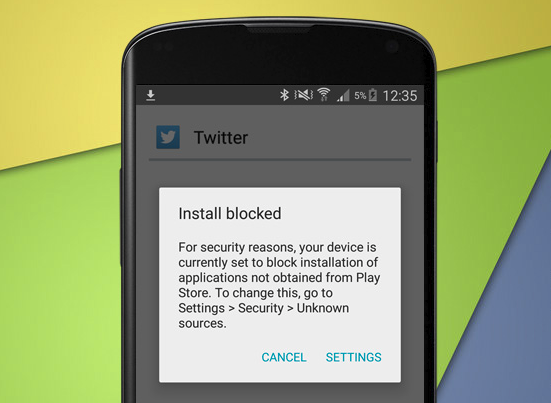 5% 12:35
Twitter
Install blocked
For security reasons, your device is
currently set to block installation of
applications not obtained from Play
Store. To change this, go to
Settings > Security > Unknown
sources.
CANCEL SETTINGS